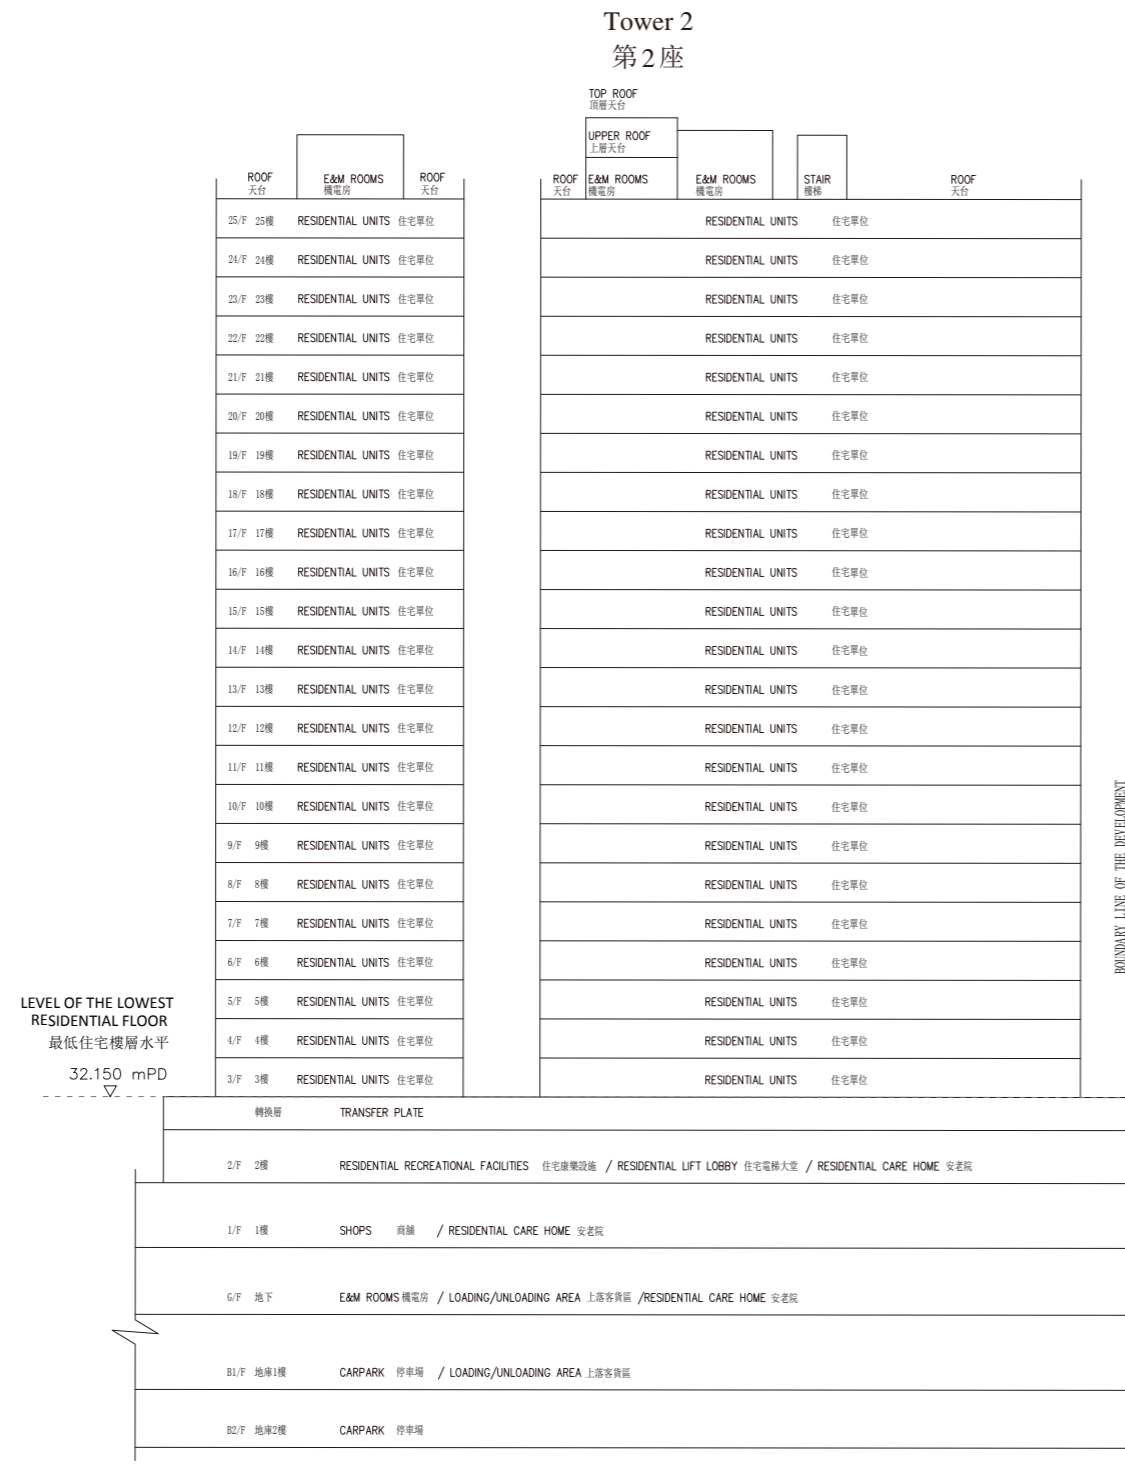 Tower 2
第2座
TOP ROOF
頂層天台
UPPER ROOF
上層天台
ROOF 天台 E&M ROOMS 機電房 ROOF 天台 ROOF 天台 E&M ROOMS 機電房 E&M ROOMS 機電房 STAIR 樓梯 ROOF 天台
25/F 25樓 RESIDENTIAL UNITS 住宅單位 RESIDENTIAL UNITS 住宅單位
24/F 24樓 RESIDENTIAL UNITS 住宅單位 RESIDENTIAL UNITS 住宅單位
23/F 23樓 RESIDENTIAL UNITS 住宅單位 RESIDENTIAL UNITS 住宅單位
22/F 22樓 RESIDENTIAL UNITS 住宅單位 RESIDENTIAL UNITS 住宅單位
21/F 21樓 RESIDENTIAL UNITS 住宅單位 RESIDENTIAL UNITS 住宅單位
20/F 20樓 RESIDENTIAL UNITS 住宅單位 RESIDENTIAL UNITS 住宅單位
19/F 19樓 RESIDENTIAL UNITS 住宅單位 RESIDENTIAL UNITS 住宅單位
18/F 18樓 RESIDENTIAL UNITS 住宅單位 RESIDENTIAL UNITS 住宅單位
17/F 17樓 RESIDENTIAL UNITS 住宅單位 RESIDENTIAL UNITS 住宅單位
16/F 16樓 RESIDENTIAL UNITS 住宅單位 RESIDENTIAL UNITS 住宅單位
15/F 15樓 RESIDENTIAL UNITS 住宅單位 RESIDENTIAL UNITS 住宅單位
14/F 14樓 RESIDENTIAL UNITS 住宅單位 RESIDENTIAL UNITS 住宅單位
13/F 13樓 RESIDENTIAL UNITS 住宅單位 RESIDENTIAL UNITS 住宅單位
12/F 12樓 RESIDENTIAL UNITS 住宅單位 RESIDENTIAL UNITS 住宅單位
11/F 11樓 RESIDENTIAL UNITS 住宅單位 RESIDENTIAL UNITS 住宅單位
10/F 10樓 RESIDENTIAL UNITS 住宅單位 RESIDENTIAL UNITS 住宅單位
9/F 9樓 RESIDENTIAL UNITS 住宅單位 RESIDENTIAL UNITS 住宅單位
8/F 8樓 RESIDENTIAL UNITS 住宅單位 RESIDENTIAL UNITS 住宅單位
7/F 7樓 RESIDENTIAL UNITS 住宅單位 RESIDENTIAL UNITS 住宅單位
6/F 6樓 RESIDENTIAL UNITS 住宅單位 RESIDENTIAL UNITS 住宅單位
5/F 5樓 RESIDENTIAL UNITS 住宅單位 RESIDENTIAL UNITS 住宅單位
4/F 4樓 RESIDENTIAL UNITS 住宅單位 RESIDENTIAL UNITS 住宅單位
3/F 3樓 RESIDENTIAL UNITS 住宅單位 RESIDENTIAL UNITS 住宅單位
BOUNDARY LINE OF THE DEVELOPMENT
LEVEL OF THE LOWEST
RESIDENTIAL FLOOR
最低住宅樓層水平
32.150 mPD
轉換層 TRANSFER PLATE
2/F 2樓 RESIDENTIAL RECREATIONAL FACILITIES 住宅康樂設施 / RESIDENTIAL LIFT LOBBY 住宅電梯大堂 / RESIDENTIAL CARE HOME 安老院
1/F 1樓 SHOPS 商舖 / RESIDENTIAL CARE HOME 安老院
G/F 地下 E&M ROOMS 機電房 / LOADING/UNLOADING AREA 上落客貨區 /RESIDENTIAL CARE HOME 安老院
B1/F 地庫1樓 CARPARK 停車場 / LOADING/UNLOADING AREA 上落客貨區
B2/F 地庫2樓 CARPARK 停車場